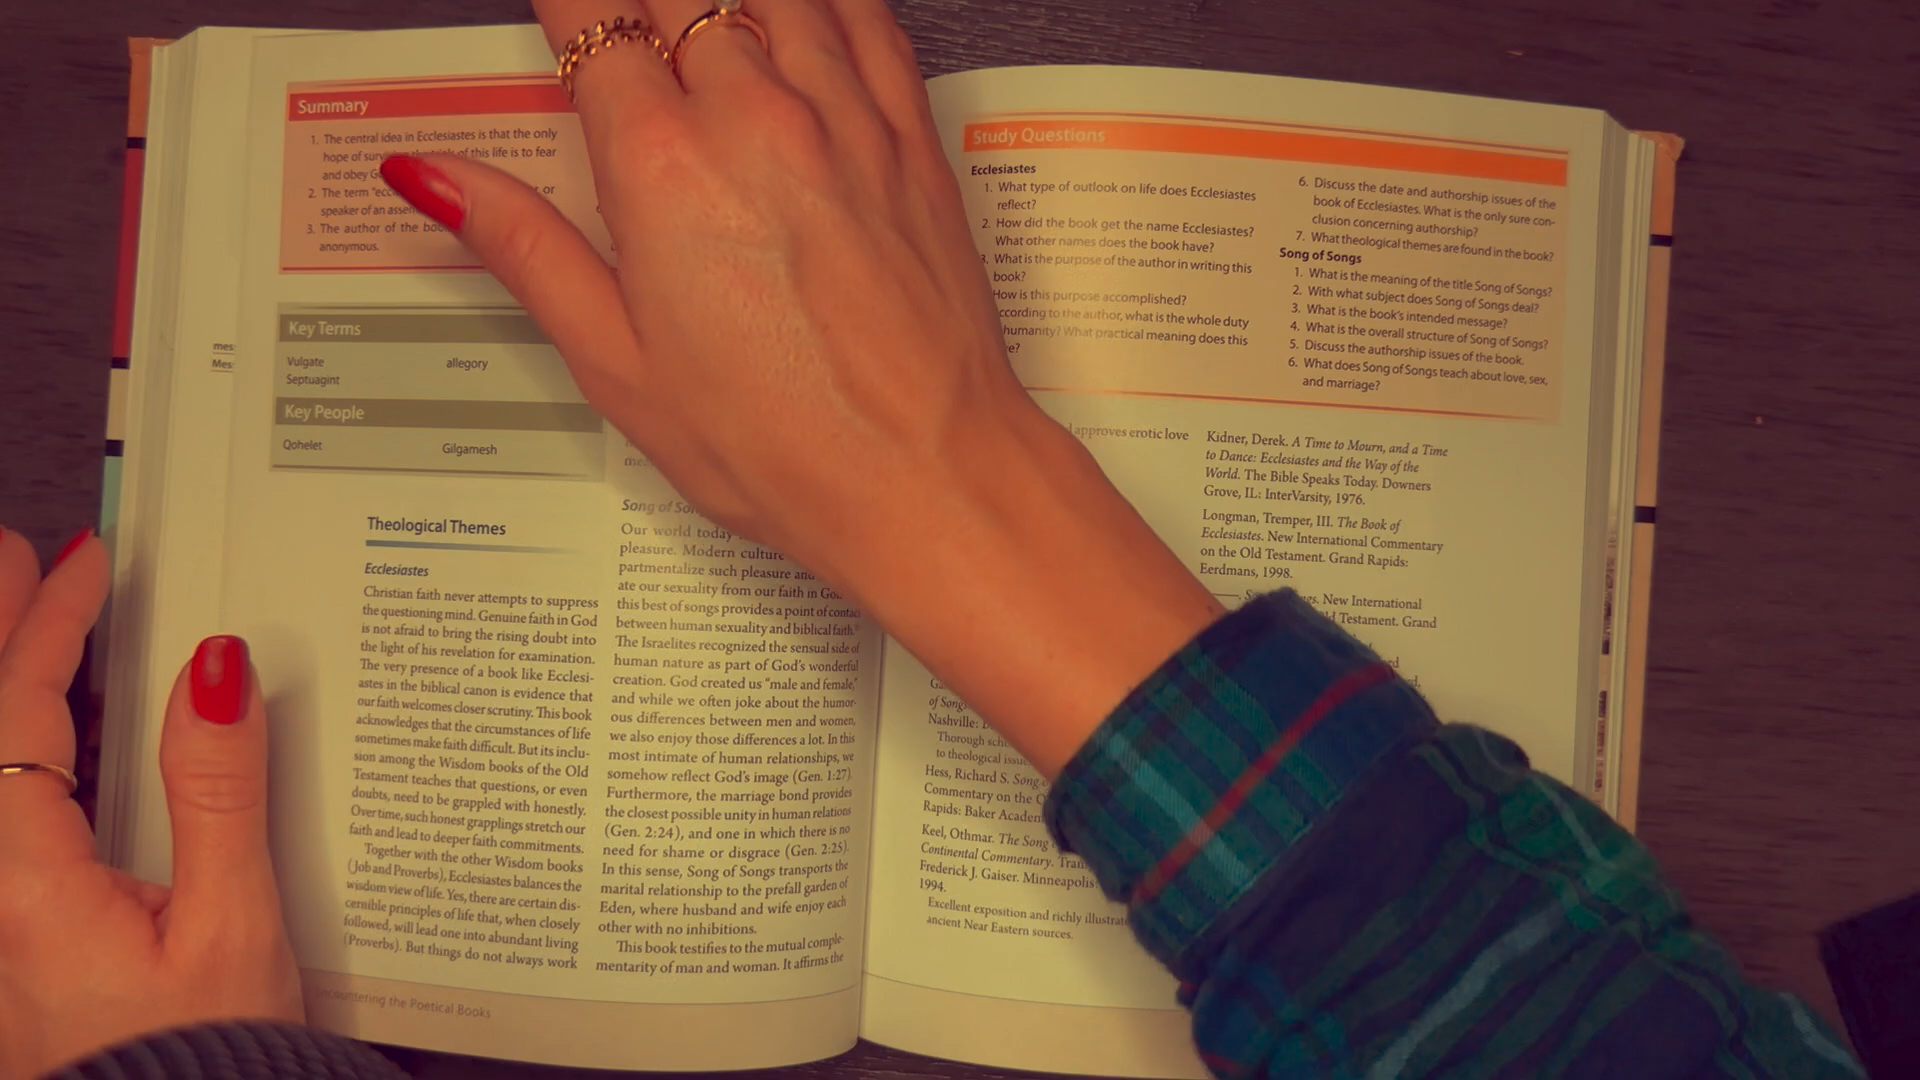 Summary
1. The central idea in Ecclesiastes is that the only
hope of of this life is to fear
and obey
2. The term or
speaker of an
3. The author of the
anonymous.
Key Terms
Vulgate allegory
Septuagint
Key People
Qohelet Gilgamesh
Theological Themes
Ecclesiastes
Christian faith never attempts to suppress
the questioning mind. Genuine faith in God
is not afraid to bring the rising doubt into
the light of his revelation for examination.
The very presence of a book like Ecclesi-
astes in the biblical canon is evidence that
our faith welcomes closer scrutiny. This book
acknowledges that the circumstances of life
sometimes make faith difficult. But its inclu-
sion among the Wisdom books of the Old
Testament teaches that questions, or even
doubts, need to be grappled with honestly.
Over time, such honest grapplings stretch our
faith and lead to deeper faith commitments.
Together with the other Wisdom books
(Job and Proverbs), Ecclesiastes balances the
wisdom view of life. Yes, there are certain dis-
cernible principles of life that, when closely
followed, will lead one into abundant living
(Proverbs). But things do not always work
Song of
Our world today
pleasure. Modern culture
partmentalize such pleasure
ate our sexuality from our faith in
this best of songs provides a point of contact
between human sexuality and biblical faith.
The Israelites recognized the sensual side of
human nature as part of God's wonderful
creation. God created us "male and female,"
and while we often joke about the humor-
ous differences between men and women,
we also enjoy those differences a lot. In this
most intimate of human relationships, we
somehow reflect God's image (Gen. 1:27).
Furthermore, the marriage bond provides
the closest possible unity in human relations
(Gen. 2:24), and one in which there is no
need for shame or disgrace (Gen. 2:25).
In this sense, Song of Songs transports the
marital relationship to the prefall garden of
Eden, where husband and wife enjoy each
other with no inhibitions.
This book testifies to the mutual comple-
mentarity of man and woman. It affirms the
Encountering the Poetical Books
Study Questions
Ecclesiastes
1. What type of outlook on life does Ecclesiastes
reflect?
2. How did the book get the name Ecclesiastes?
What other names does the book have?
3. What is the purpose of the author in writing this
book?
How is this purpose accomplished?
According to the author, what is the whole duty
humanity? What practical meaning does this
6. Discuss the date and authorship issues of the
book of Ecclesiastes. What is the only sure con-
clusion concerning authorship?
7. What theological themes are found in the book?
Song of Songs
1. What is the meaning of the title Song of Songs?
2. With what subject does Song of Songs deal?
3. What is the book's intended message?
4. What is the overall structure of Song of Songs?
5. Discuss the authorship issues of the book.
6. What does Song of Songs teach about love, sex,
and marriage?
approves erotic love
of Song
Nashville:
Thorough
to theological
Hess, Richard S. Song
Commentary on the
Rapids: Baker
Keel, Othmar. The Song
Continental Commentary.
Frederick J. Gaiser. Minneapolis:
1994.
Excellent exposition and richly
ancient Near Eastern sources.
Kidner, Derek. A Time to Mourn, and a Time
to Dance: Ecclesiastes and the Way of the
World. The Bible Speaks Today. Downers
Grove, IL: InterVarsity, 1976.
Longman, Tremper, III. The Book of
Ecclesiastes. New International Commentary
on the Old Testament. Grand Rapids:
Eerdmans, 1998.
New International
Testament. Grand